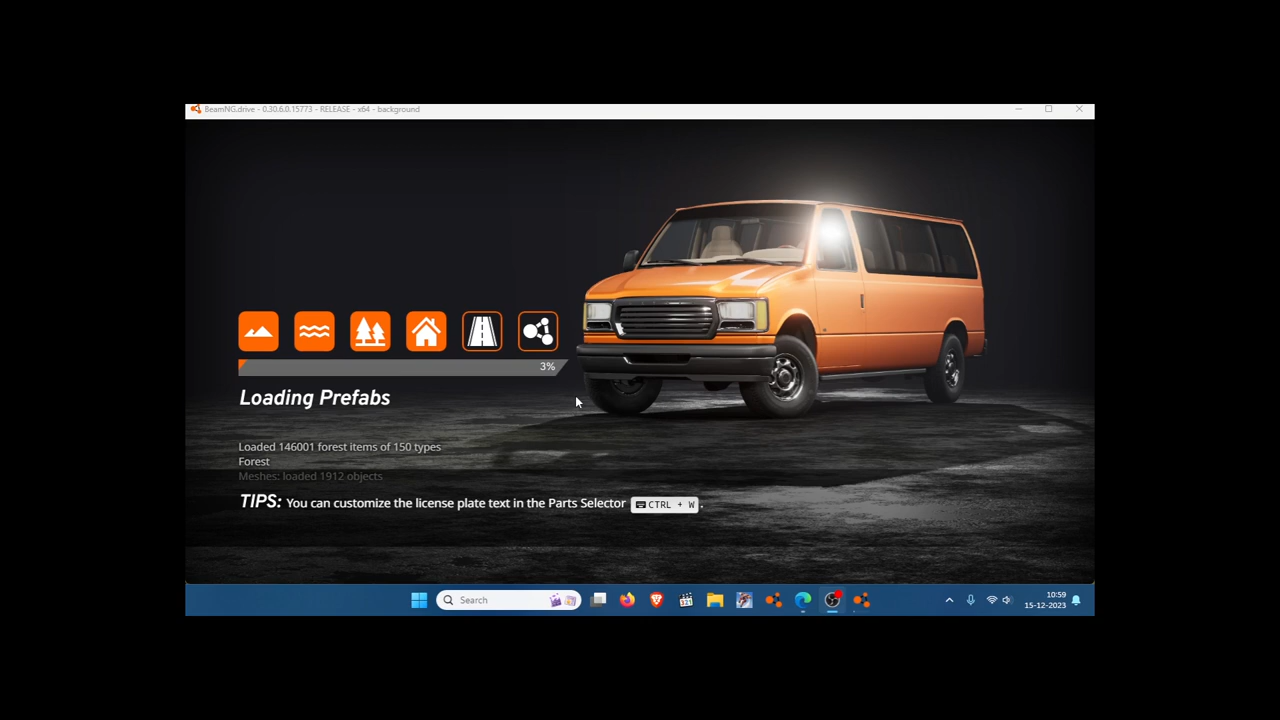 BeamNG.drive - 0.30.6.0.15773 - RELEASE - x64 - background
3%
Loading Prefabs
Loaded 146001 forest items of 150 types
Forest
Meshes: loaded 1912 objects
TIPS: You can customize the license plate text in the Parts Selector CTRL + W .
Search
10:59
15-12-2023